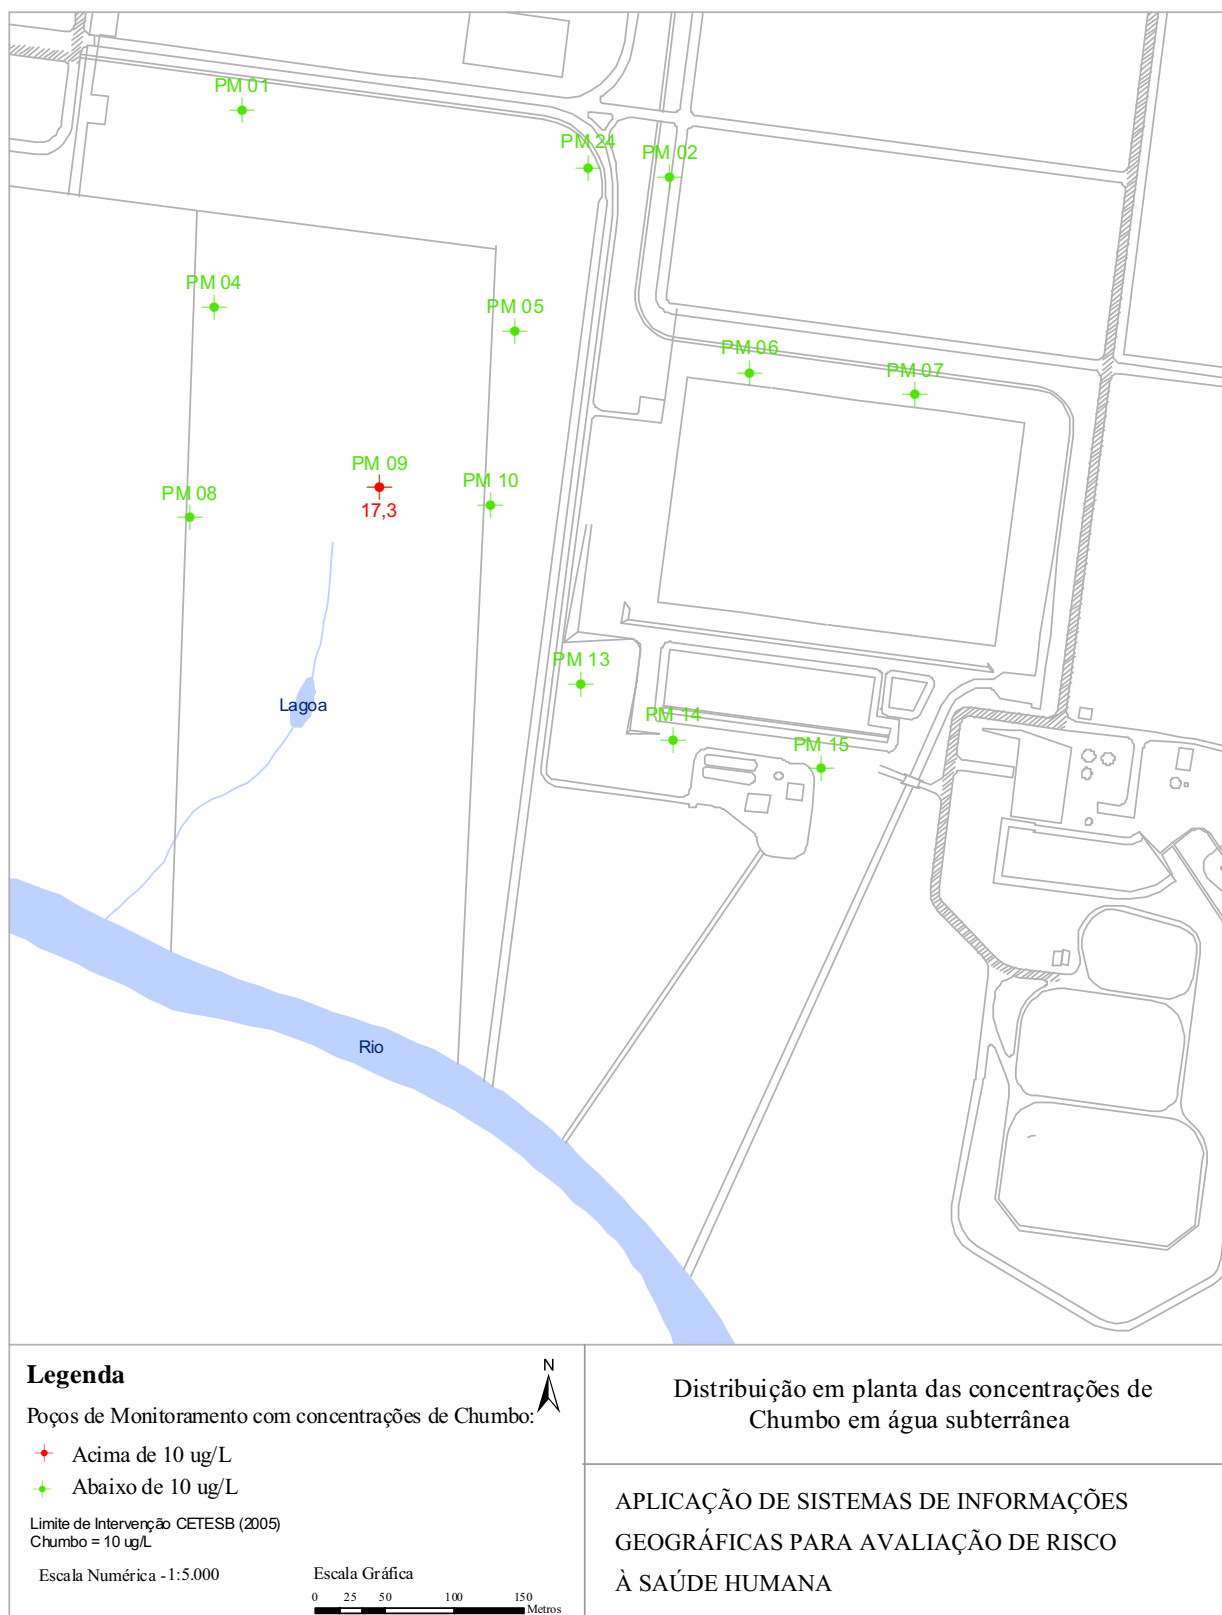 PM 01
PM 24
PM 02
PM 04
PM 05
PM 06
PM 07
PM 09
17,3
PM 10
PM 08
PM 13
Lagoa
PM 14
PM 15
Rio
Legenda
N
Poços de Monitoramento com concentrações de Chumbo:
Acima de 10 ug/L
Abaixo de 10 ug/L
Limite de Intervenção CETESB (2005)
Chumbo = 10 ug/L
Escala Numérica - 1:5.000
Escala Gráfica
0 25 50 100 150
Metros
Distribuição em planta das concentrações de
Chumbo em água subterrânea
APLICAÇÃO DE SISTEMAS DE INFORMAÇÕES
GEOGRÁFICAS PARA AVALIAÇÃO DE RISCO
À SAÚDE HUMANA